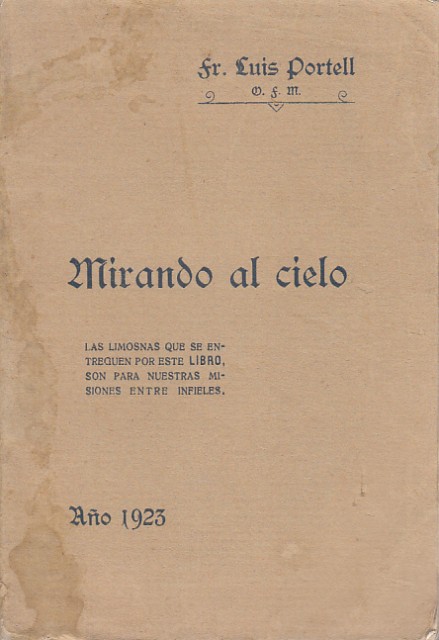 Fr. Luis Portell
O. F. M.
Mirando al cielo
LAS LIMOSNAS QUE SE EN-
TREGUEN POR ESTE LIBRO,
SON PARA NUESTRAS MI-
SIONES ENTRE INFIELES.
Año 1923